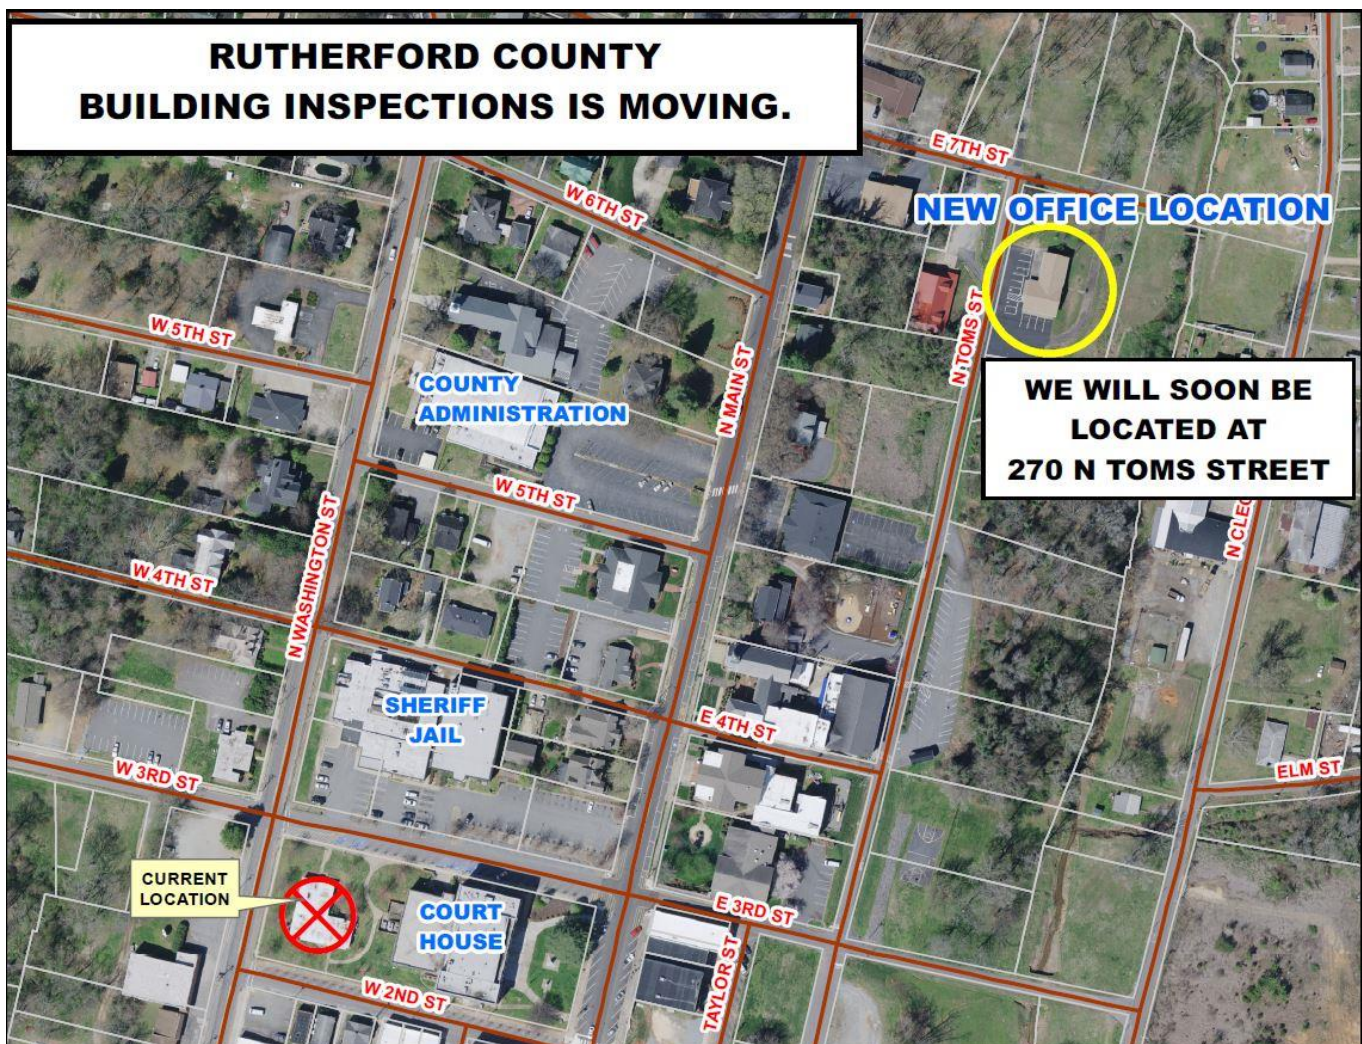 RUTHERFORD COUNTY
BUILDING INSPECTIONS IS MOVING.
E 7TH ST
W 6TH ST
NEW OFFICE LOCATION
W 5TH ST
N TOMS ST
N MAIN ST
COUNTY
ADMINISTRATION
WE WILL SOON BE
LOCATED AT
270 N TOMS STREET
W 5TH ST
N WASHINGTON ST
N CLEG
W 4TH ST
SHERIFF
JAIL
E 4TH ST
W 3RD ST
ELM ST
CURRENT
LOCATION
COURT
HOUSE
E 3RD ST
TAYLOR ST
W 2ND ST